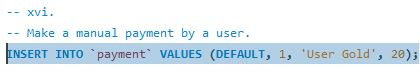 -- xvi.
-- Make a manual payment by a user.
INSERT INTO `payment` VALUES (DEFAULT, 1, 'User Gold', 20);